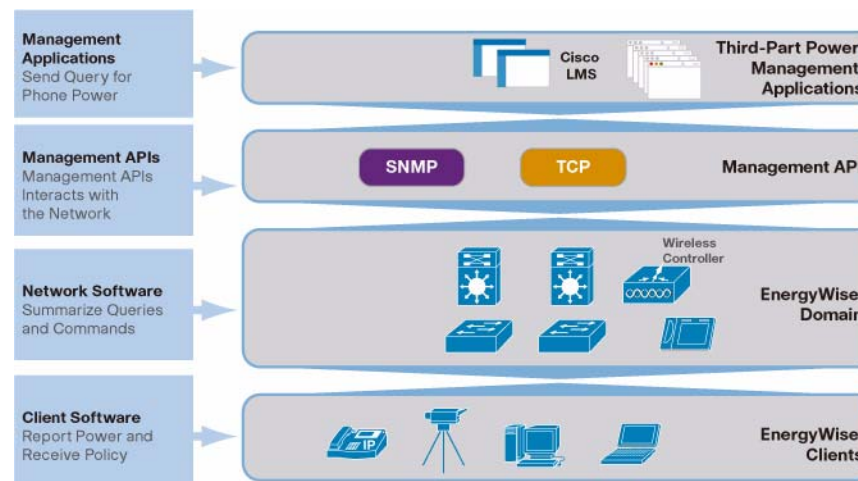 Management
Applications
Send Query for
Phone Power
Cisco
LMS
Third-Part Power
Management
Applications
Management APIs
Management APIs
Interacts with
the Network
SNMP
TCP
Management AP
Network Software
Summarize Queries
and Commands
Wireless
Controller
EnergyWise
Domain
Client Software
Report Power and
Receive Policy
IP
EnergyWise
Clients